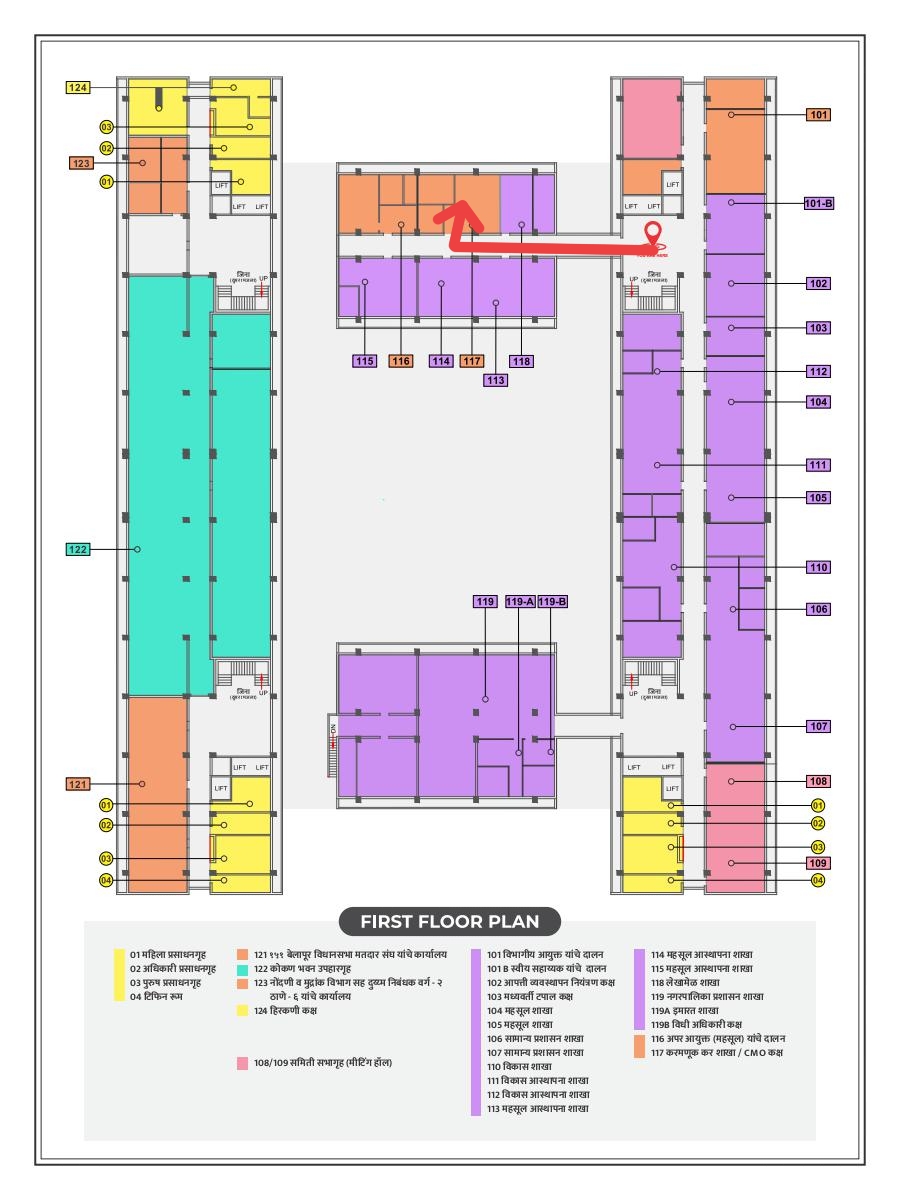 124
03
02
123
01
LIFT
LIFT LIFT
जिना
UP
101
101-B
LIFT
LIFT LIFT
जिना
UP
102
103
115
116
114
117
118
113
112
104
111
105
122
110
119
119-A
119-B
106
जिना
UP
DN
जिना
UP
107
LIFT LIFT
LIFT
LIFT LIFT
LIFT
121
108
01
01
02
02
03
03
109
04
04
FIRST FLOOR PLAN
01 महिला प्रसाधनगृह
02 अधिकारी प्रसाधनगृह
03 पुरुष प्रसाधनगृह
04 टिफिन रूम
121 १५१ बेलापूर विधानसभा मतदार संघ यांचे कार्यालय
122 कोकण भवन उपहारगृह
123 नोंदणी व मुद्रांक विभाग सह दुय्यम निबंधक वर्ग - २
ठाणे - ६ यांचे कार्यालय
124 हिरकणी कक्ष
108/109 समिती सभागृह (मीटिंग हॉल)
101 विभागीय आयुक्त यांचे दालन
101 B स्वीय सहाय्यक यांचे दालन
102 आपत्ती व्यवस्थापन नियंत्रण कक्ष
103 मध्यवर्ती टपाल कक्ष
104 महसूल शाखा
105 महसूल शाखा
106 सामान्य प्रशासन शाखा
107 सामान्य प्रशासन शाखा
110 विकास शाखा
111 विकास आस्थापना शाखा
112 विकास आस्थापना शाखा
113 महसूल आस्थापना शाखा
114 महसूल आस्थापना शाखा
115 महसूल आस्थापना शाखा
118 लेखामेळ शाखा
119 नगरपालिका प्रशासन शाखा
119A इमारत शाखा
119B विधी अधिकारी कक्ष
116 अपर आयुक्त (महसूल) यांचे दालन
117 करमणूक कर शाखा / CMO कक्ष